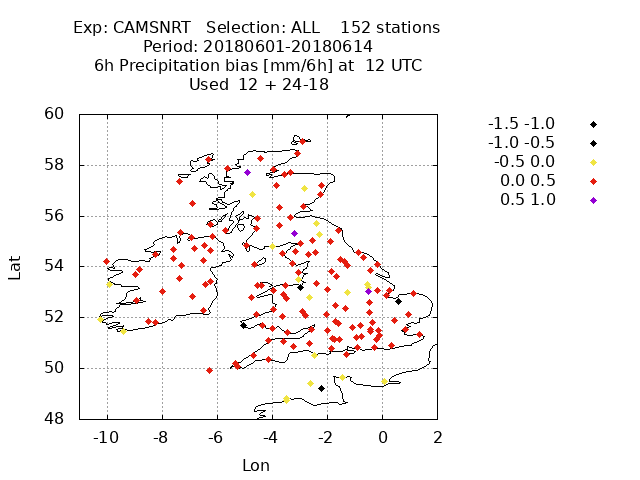 Exp: CAMSNRT Selection: ALL 152 stations
Period: 20180601-20180614
6h Precipitation bias [mm/6h] at 12 UTC
Used 12 + 24-18
-1.5 -1.0
-1.0 -0.5
-0.5 0.0
0.0 0.5
0.5 1.0
60
58
56
54
52
50
48
Lat
-10 -8 -6 -4 -2 0 2
Lon